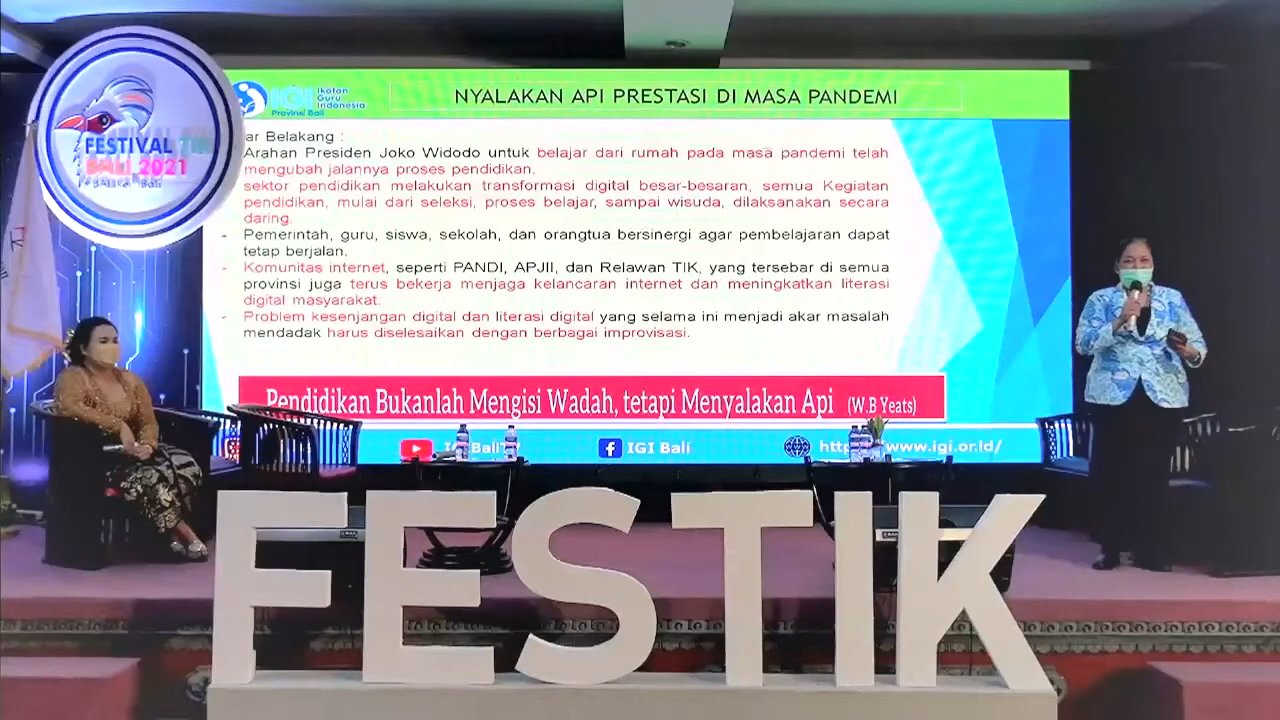 FESTIVAL TIK
BALI 2021
IGI
Ikatan
Guru
Indonesia
Provinsi Bali
NYALAKAN API PRESTASI DI MASA PANDEMI
ar Belakang :
Arahan Presiden Joko Widodo untuk belajar dari rumah pada masa pandemi telah
mengubah jalannya proses pendidikan.
sektor pendidikan melakukan transformasi digital besar-besaran, semua Kegiatan
pendidikan, mulai dari seleksi, proses belajar, sampai wisuda, dilaksanakan secara
daring.
- Pemerintah, guru, siswa, sekolah, dan orangtua bersinergi agar pembelajaran dapat
tetap berjalan.
- Komunitas internet, seperti PANDI, APJII, dan Relawan TIK, yang tersebar di semua
provinsi juga terus bekerja menjaga kelancaran internet dan meningkatkan literasi
digital masyarakat.
- Problem kesenjangan digital dan literasi digital yang selama ini menjadi akar masalah
mendadak harus diselesaikan dengan berbagai improvisasi.
Pendidikan Bukanlah Mengisi Wadah, tetapi Menyalakan Api (W.B Yeats)
IGI Bali IGI Bali www.igi.or.id/
FESTIK